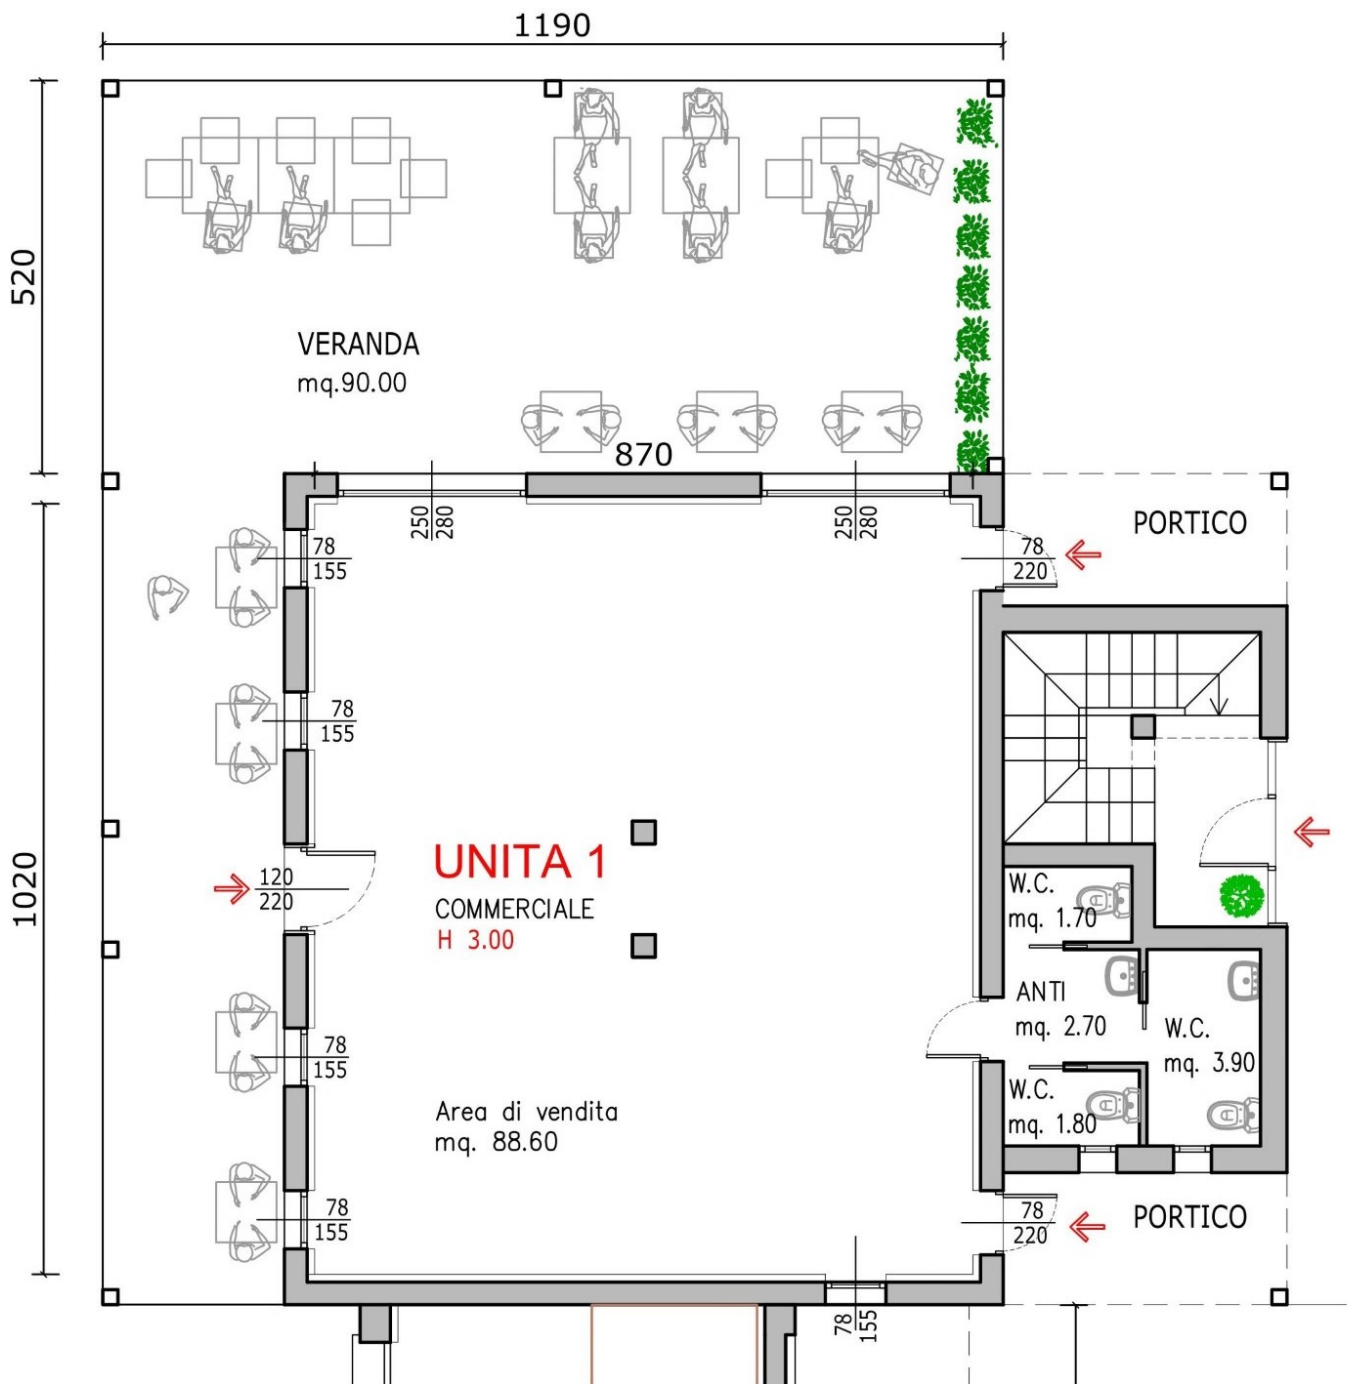 1190
520
VERANDA
mq.90.00
870
250
280
250
280
PORTICO
78
155
78
220
78
155
1020
UNITA 1
COMMERCIALE
H 3.00
120
220
W.C.
mq. 1.70
ANTI
mq. 2.70
W.C.
mq. 3.90
78
155
W.C.
mq. 1.80
Area di vendita
mq. 88.60
78
155
78
220
PORTICO
78
155